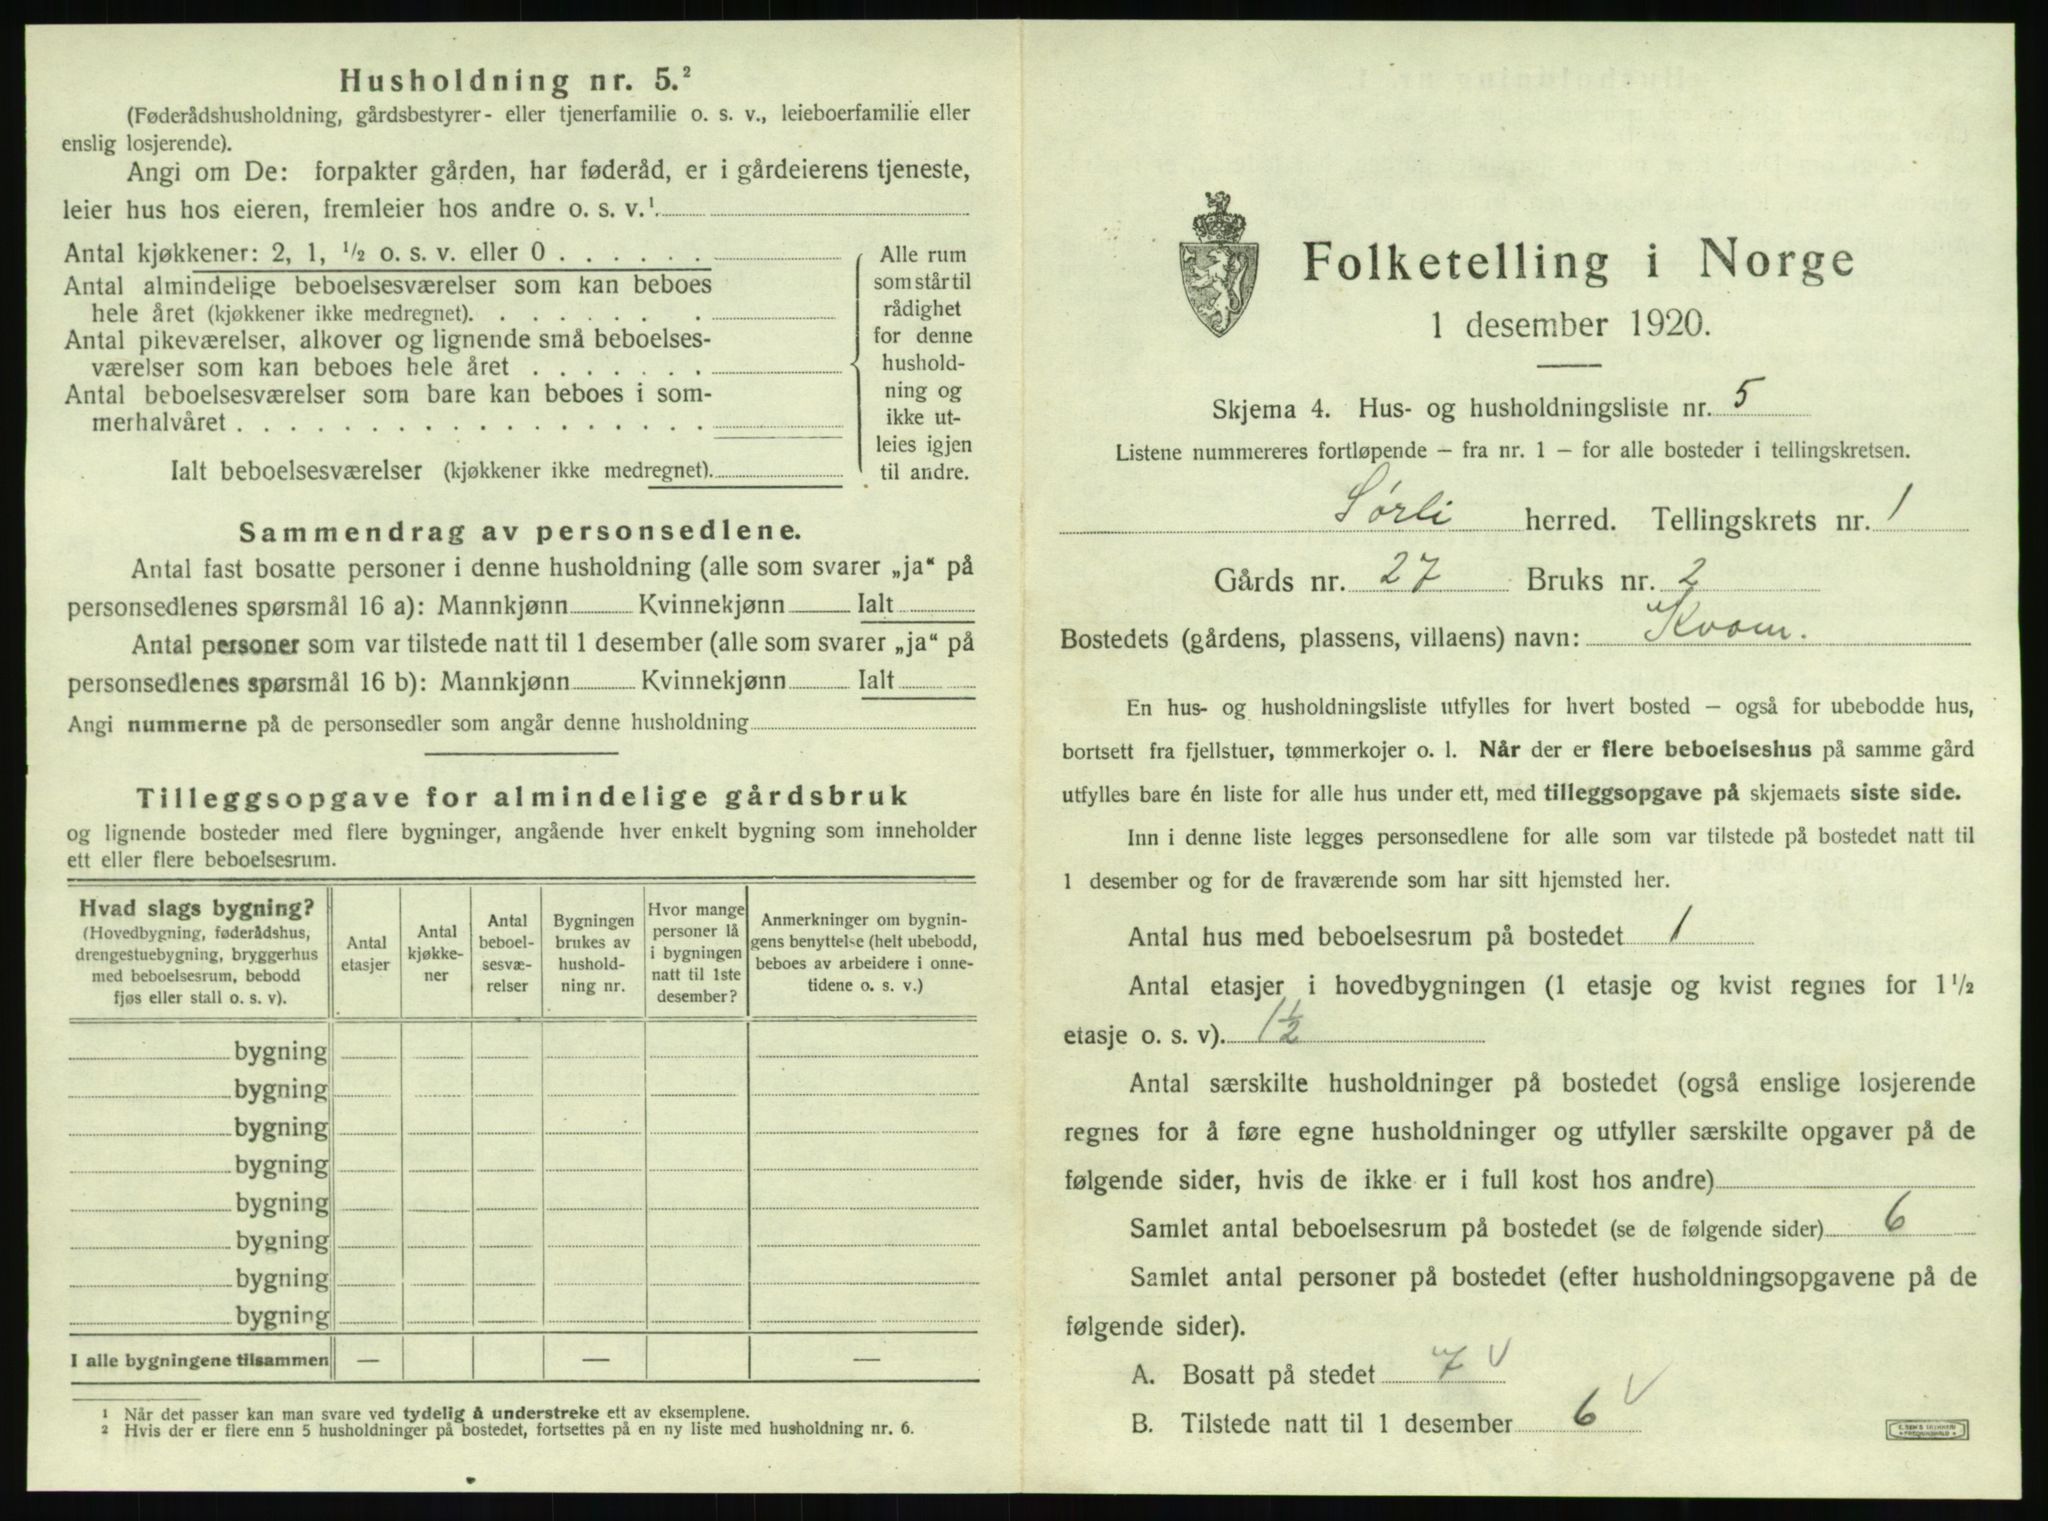 Husholdning nr. 5.²
(Føderådshusholdning, gårdsbestyrer- eller tjenerfamilie o. s. v., leieboerfamilie eller
enslig losjerende).
Angi om De: forpakter gården, har føderåd, er i gårdeierens tjeneste,
leier hus hos eieren, fremleier hos andre o. s. v.¹
Antal kjøkkener: 2, 1, ½ o. s. v. eller 0 . . . . . .
Antal almindelige beboelsesværelser som kan beboes
hele året (kjøkkener ikke medregnet). . . . . . . .
Antal pikeværelser, alkover og lignende små beboelses-
værelser som kan beboes hele året . . . . . . .
Antal beboelsesværelser som bare kan beboes i som-
merhalvåret . . . . . . . . . . . . . . . . . .
Ialt beboelsesværelser (kjøkkener ikke medregnet).
Alle rum
som står til
rådighet
for denne
hushold-
ning og
ikke ut-
leies igjen
til andre.
Sammendrag av personsedlene.
Antal fast bosatte personer i denne husholdning (alle som svarer „ja“ på
personsedlenes spørsmål 16 a): Mannkjønn Kvinnekjønn Ialt
Antal personer som var tilstede natt til 1 desember (alle som svarer „ja“ på
personsedlenes spørsmål 16 b): Mannkjønn Kvinnekjønn Ialt
Angi nummerne på de personsedler som angår denne husholdning
Tilleggsopgave for almindelige gårdsbruk
og lignende bosteder med flere bygninger, angående hver enkelt bygning som inneholder
ett eller flere beboelsesrum.
Hvad slags bygning?
(Hovedbygning, føderådshus,
drengestuebygning, bryggerhus
med beboelsesrum, bebodd
fjøs eller stall o. s. v).
Antal
etasjer
Antal
kjøkke-
ner
Antal
beboel-
sesvæ-
relser
Bygningen
brukes av
hushold-
ning nr.
Hvor mange
personer lå
i bygningen
natt til 1ste
desember?
Anmerkninger om bygnin-
gens benyttelse (helt ubebodd,
beboes av arbeidere i onne-
tidene o. s. v.)
bygning
bygning
bygning
bygning
bygning
bygning
bygning
bygning
I alle bygningene tilsammen — — —
¹ Når det passer kan man svare ved tydelig å understreke ett av eksemplene.
² Hvis der er flere enn 5 husholdninger på bostedet, fortsettes på en ny liste med husholdning nr. 6.
Folketelling i Norge
1 desember 1920.
Skjema 4. Hus- og husholdningsliste nr. 5
Listene nummereres fortløpende – fra nr. 1 – for alle bosteder i tellingskretsen.
Sørli herred. Tellingskrets nr. 1
Gårds nr. 27 Bruks nr. 2
Bostedets (gårdens, plassens, villaens) navn: Kvam.
En hus- og husholdningsliste utfylles for hvert bosted – også for ubebodde hus,
bortsett fra fjellstuer, tømmerkojer o. l. Når der er flere beboelseshus på samme gård
utfylles bare én liste for alle hus under ett, med tilleggsopgave på skjemaets siste side.
Inn i denne liste legges personsedlene for alle som var tilstede på bostedet natt til
1 desember og for de fraværende som har sitt hjemsted her.
Antal hus med beboelsesrum på bostedet 1
Antal etasjer i hovedbygningen (1 etasje og kvist regnes for 1½
etasje o. s. v). 1½
Antal særskilte husholdninger på bostedet (også enslige losjerende
regnes for å føre egne husholdninger og utfyller særskilte opgaver på de
følgende sider, hvis de ikke er i full kost hos andre)
Samlet antal beboelsesrum på bostedet (se de følgende sider) 6
Samlet antal personer på bostedet (efter husholdningsopgavene på de
følgende sider).
A. Bosatt på stedet 7 V
B. Tilstede natt til 1 desember 6 V